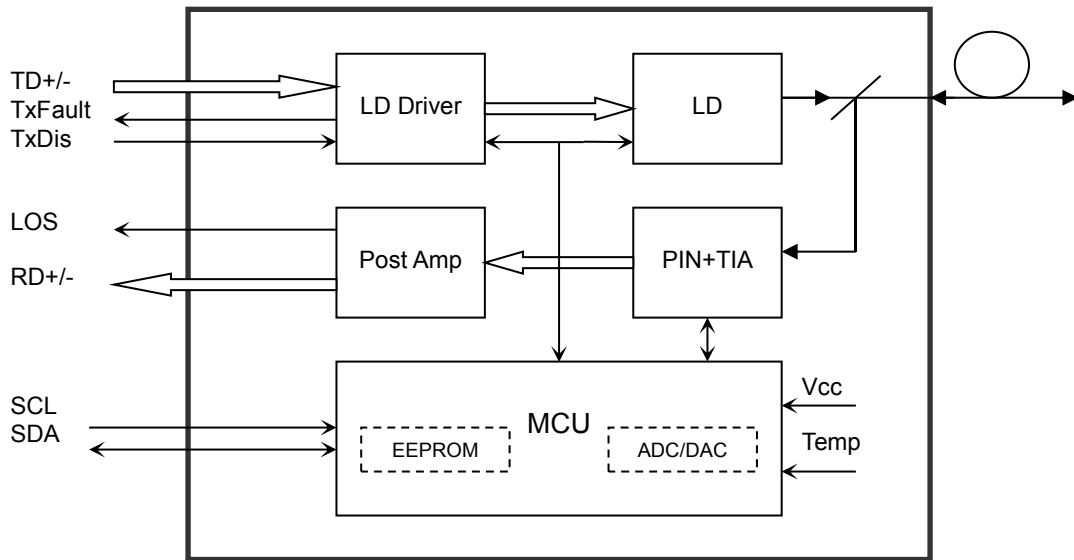 TD+/-
TxFault
TxDis
LD Driver
LD
LOS
RD+/-
Post Amp
PIN+TIA
SCL
SDA
MCU
EEPROM
ADC/DAC
Vcc
Temp